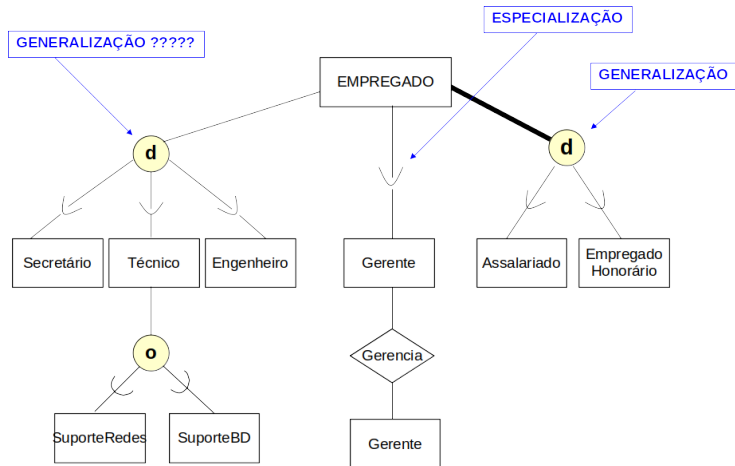 ESPECIALIZAÇÃO
GENERALIZAÇÃO ?????
EMPREGADO
GENERALIZAÇÃO
d
d
Secretário
Técnico
Engenheiro
Gerente
Assalariado
Empregado
Honorário
o
Gerencia
SuporteRedes
SuporteBD
Gerente